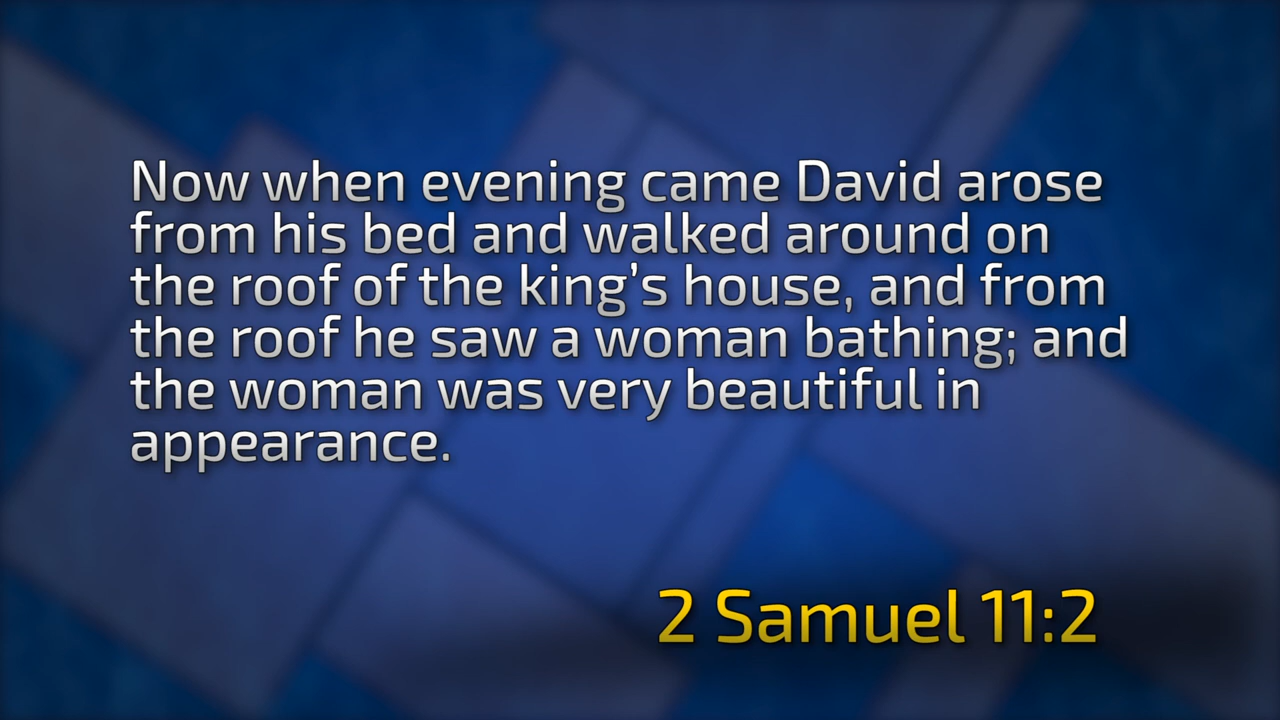 Now when evening came David arose
from his bed and walked around on
the roof of the king’s house, and from
the roof he saw a woman bathing; and
the woman was very beautiful in
appearance.
2 Samuel 11:2